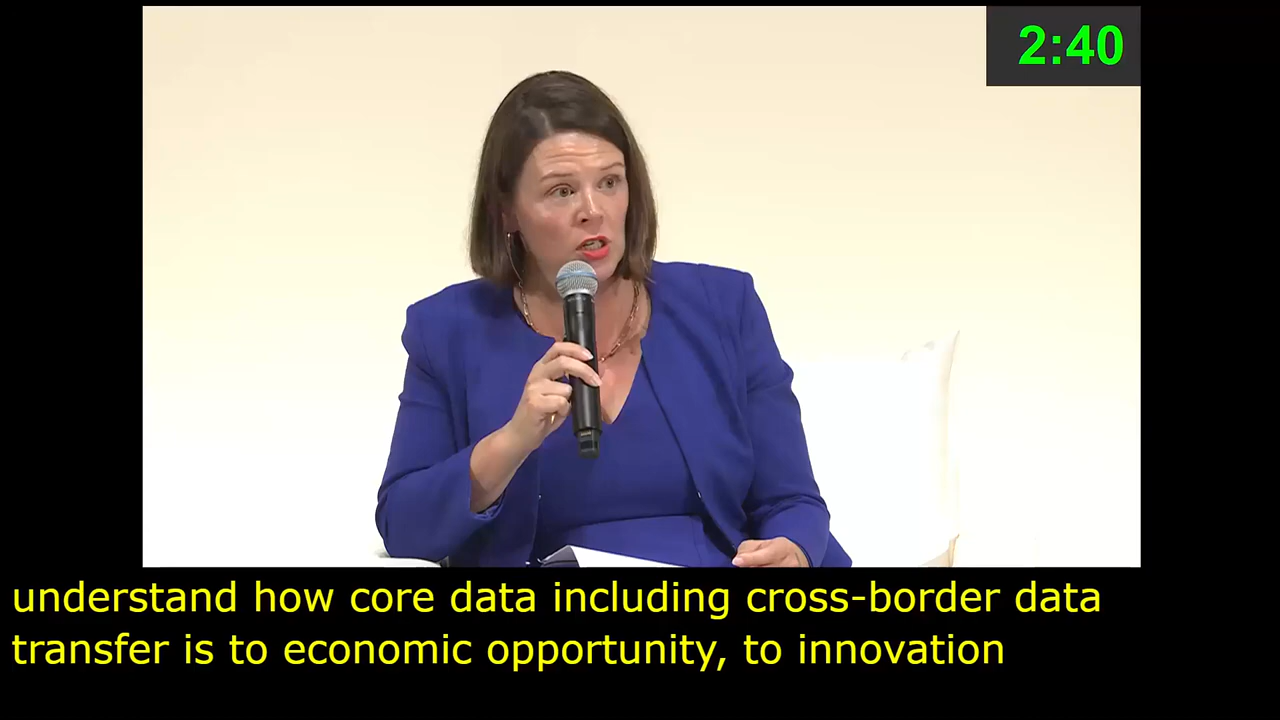 2:40
understand how core data including cross-border data
transfer is to economic opportunity, to innovation